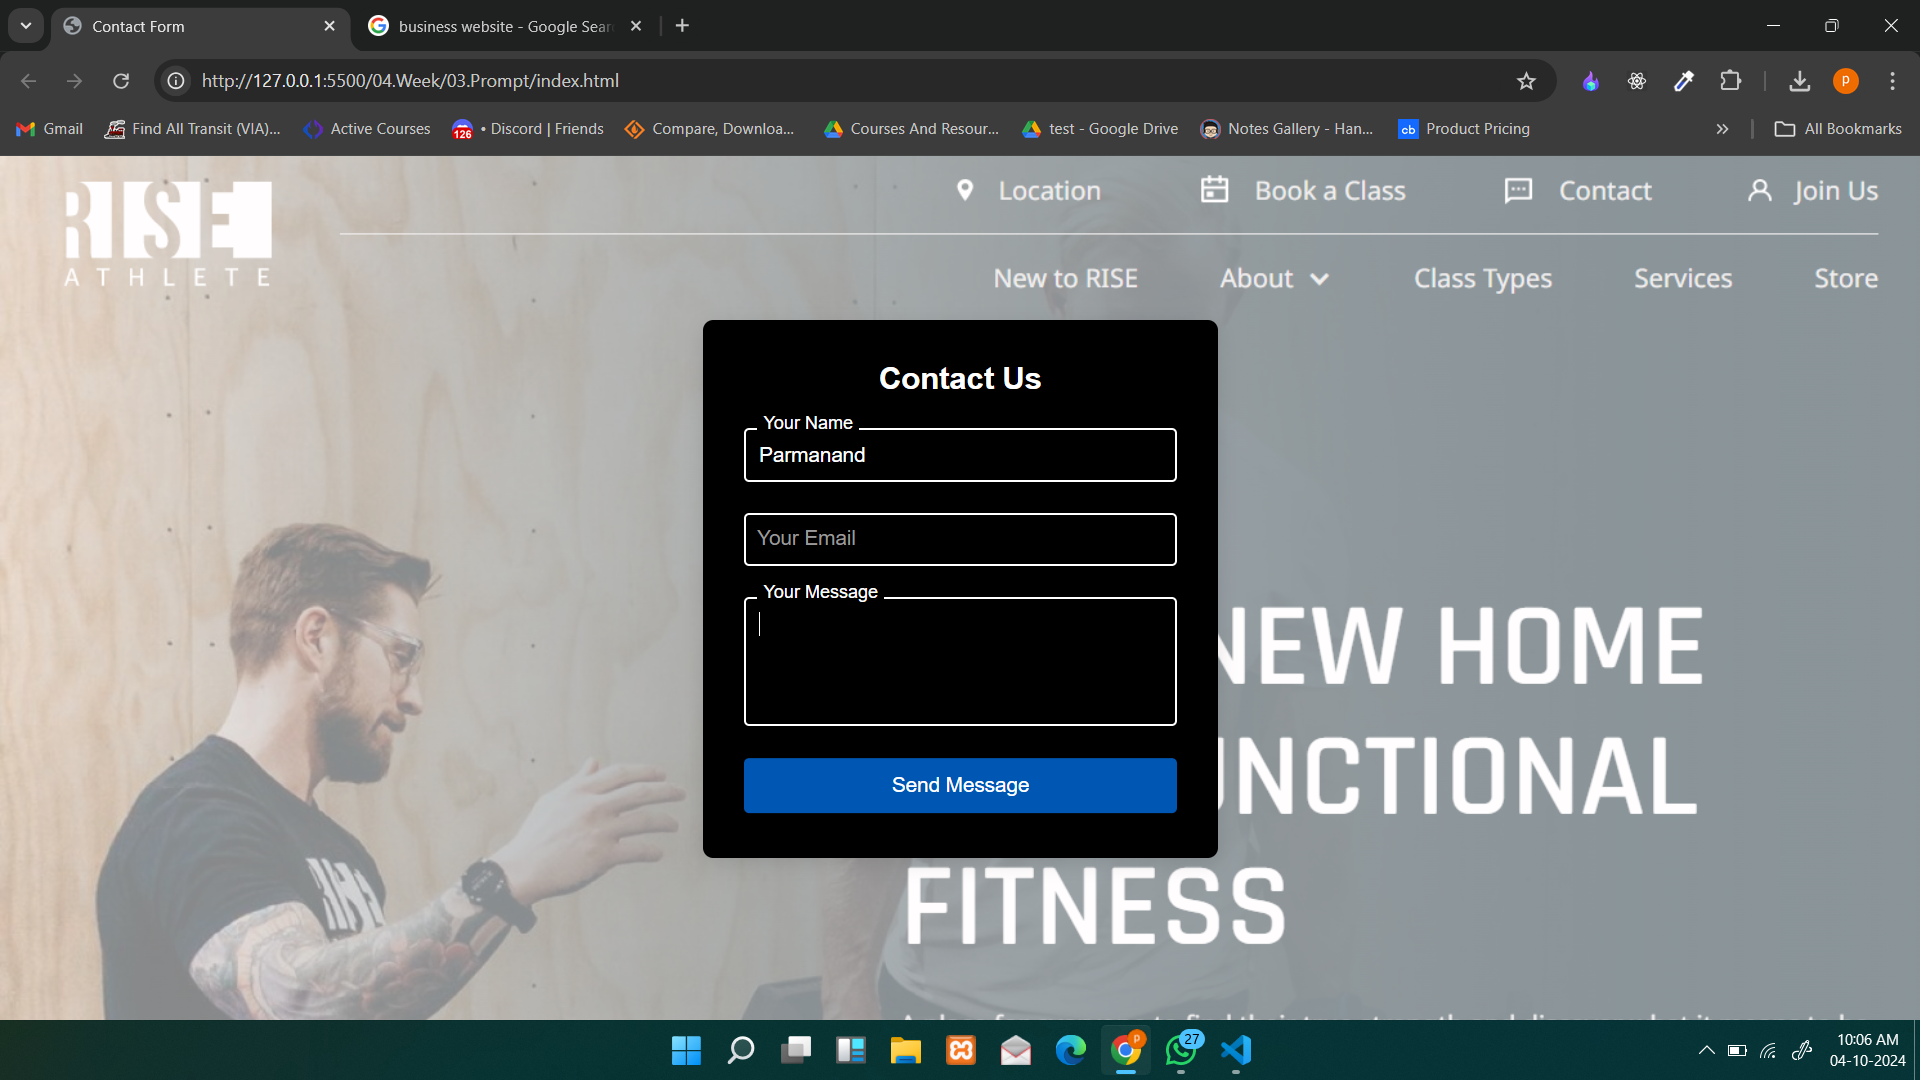 Contact Form
business website - Google Sear
http://127.0.0.1:5500/04.Week/03.Prompt/index.html
P
Gmail
Find All Transit (VIA)...
Active Courses
126
• Discord | Friends
Compare, Downloa...
Courses And Resour...
test - Google Drive
Notes Gallery - Han...
cb
Product Pricing
All Bookmarks
RISE
ATHLETE
Location
Book a Class
Contact
Join Us
New to RISE
About
Class Types
Services
Store
Contact Us
Your Name
Parmanand
Your Email
Your Message
Send Message
NEW HOME
UNCTIONAL
FITNESS
P
27
10:06 AM
04-10-2024